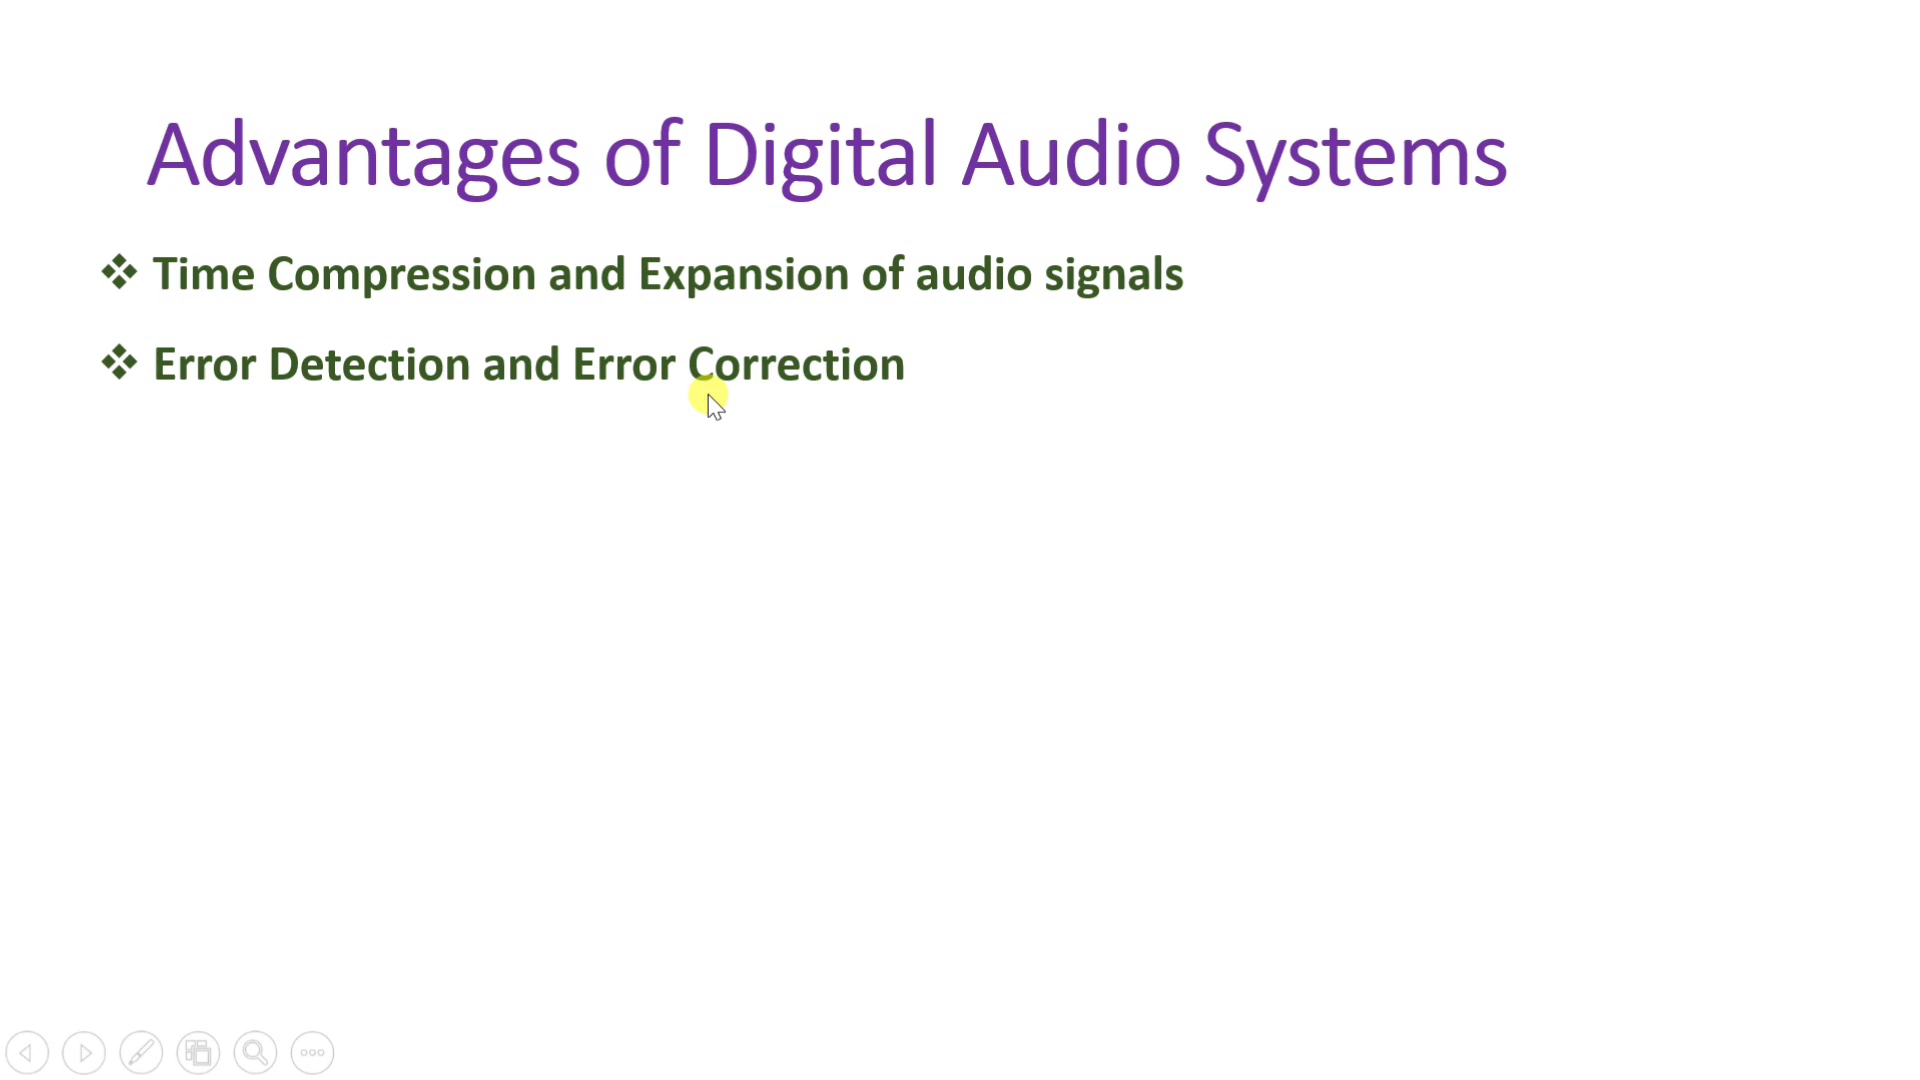 Advantages of Digital Audio Systems
❖ Time Compression and Expansion of audio signals
❖ Error Detection and Error Correction